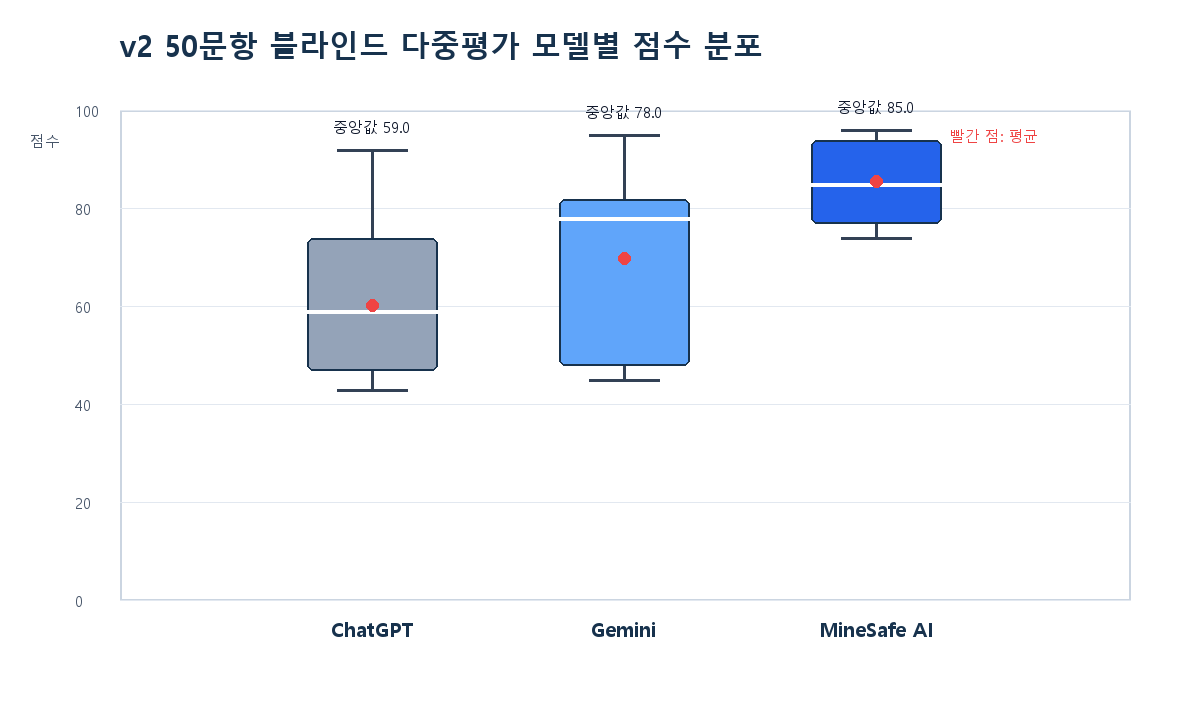 v2 50문항 블라인드 다중평가 모델별 점수 분포
점수
100
80
60
40
20
0
중앙값 59.0
중앙값 78.0
중앙값 85.0
빨간 점: 평균
ChatGPT
Gemini
MineSafe AI